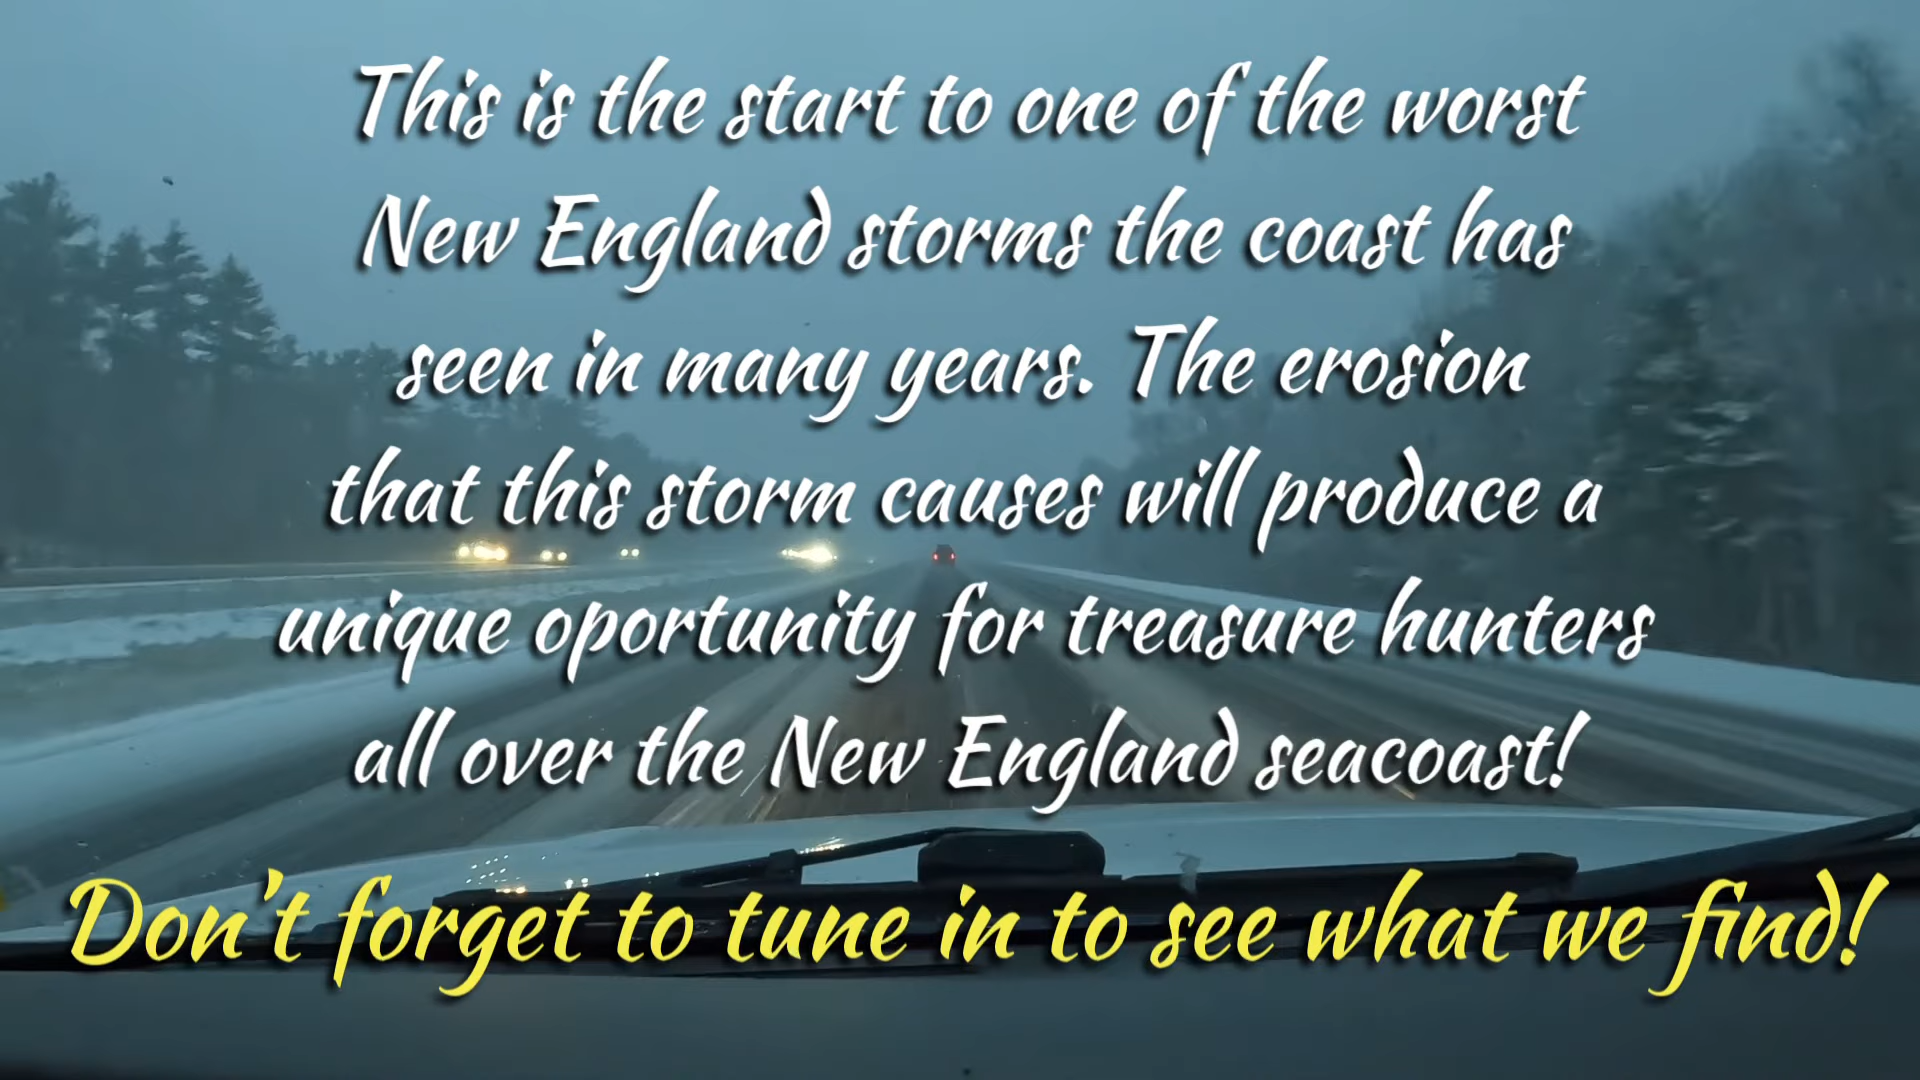 This is the start to one of the worst
New England storms the coast has
seen in many years. The erosion
that this storm causes will produce a
unique oportunity for treasure hunters
all over the New England seacoast!
Don't forget to tune in to see what we find!